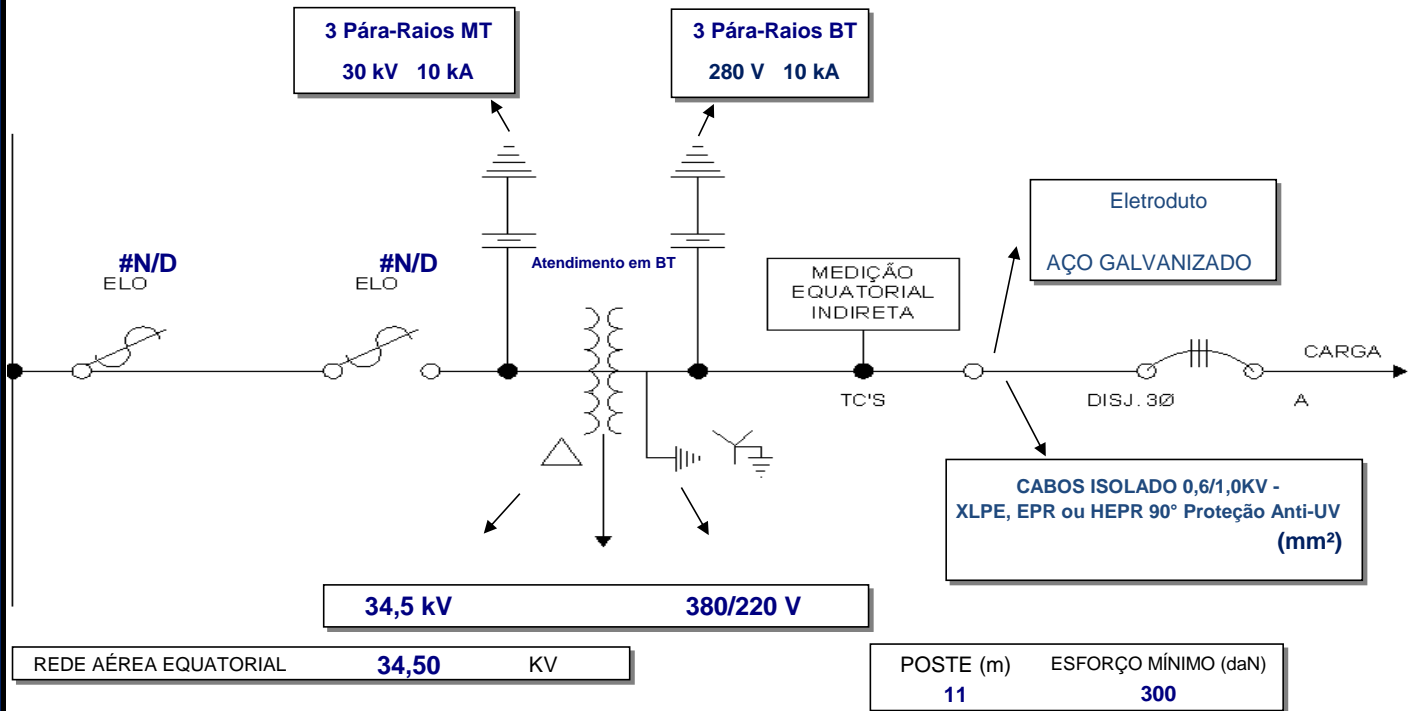 3 Pára-Raios MT
30 kV 10 kA
3 Pára-Raios BT
280 V 10 kA
Eletroduto
AÇO GALVANIZADO
#N/D
ELO
#N/D
ELO
Atendimento em BT
MEDIÇÃO
EQUATORIAL
INDIRETA
CARGA
TC'S
DISJ. 3Ø
A
CABOS ISOLADO 0,6/1,0KV -
XLPE, EPR ou HEPR 90° Proteção Anti-UV
(mm²)
34,5 kV 380/220 V
REDE AÉREA EQUATORIAL 34,50 KV
POSTE (m) ESFORÇO MÍNIMO (daN)
11 300